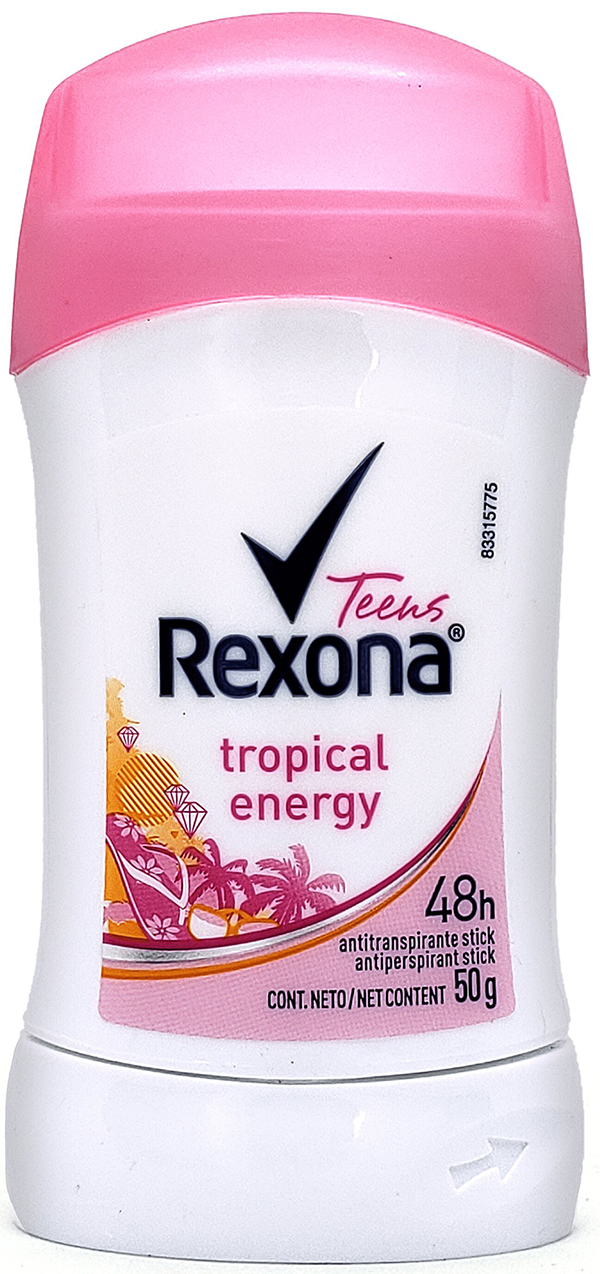 83315775
Teens
Rexona®
tropical
energy
48h
antitranspirante stick
antiperspirant stick
CONT. NETO/NET CONTENT 50g